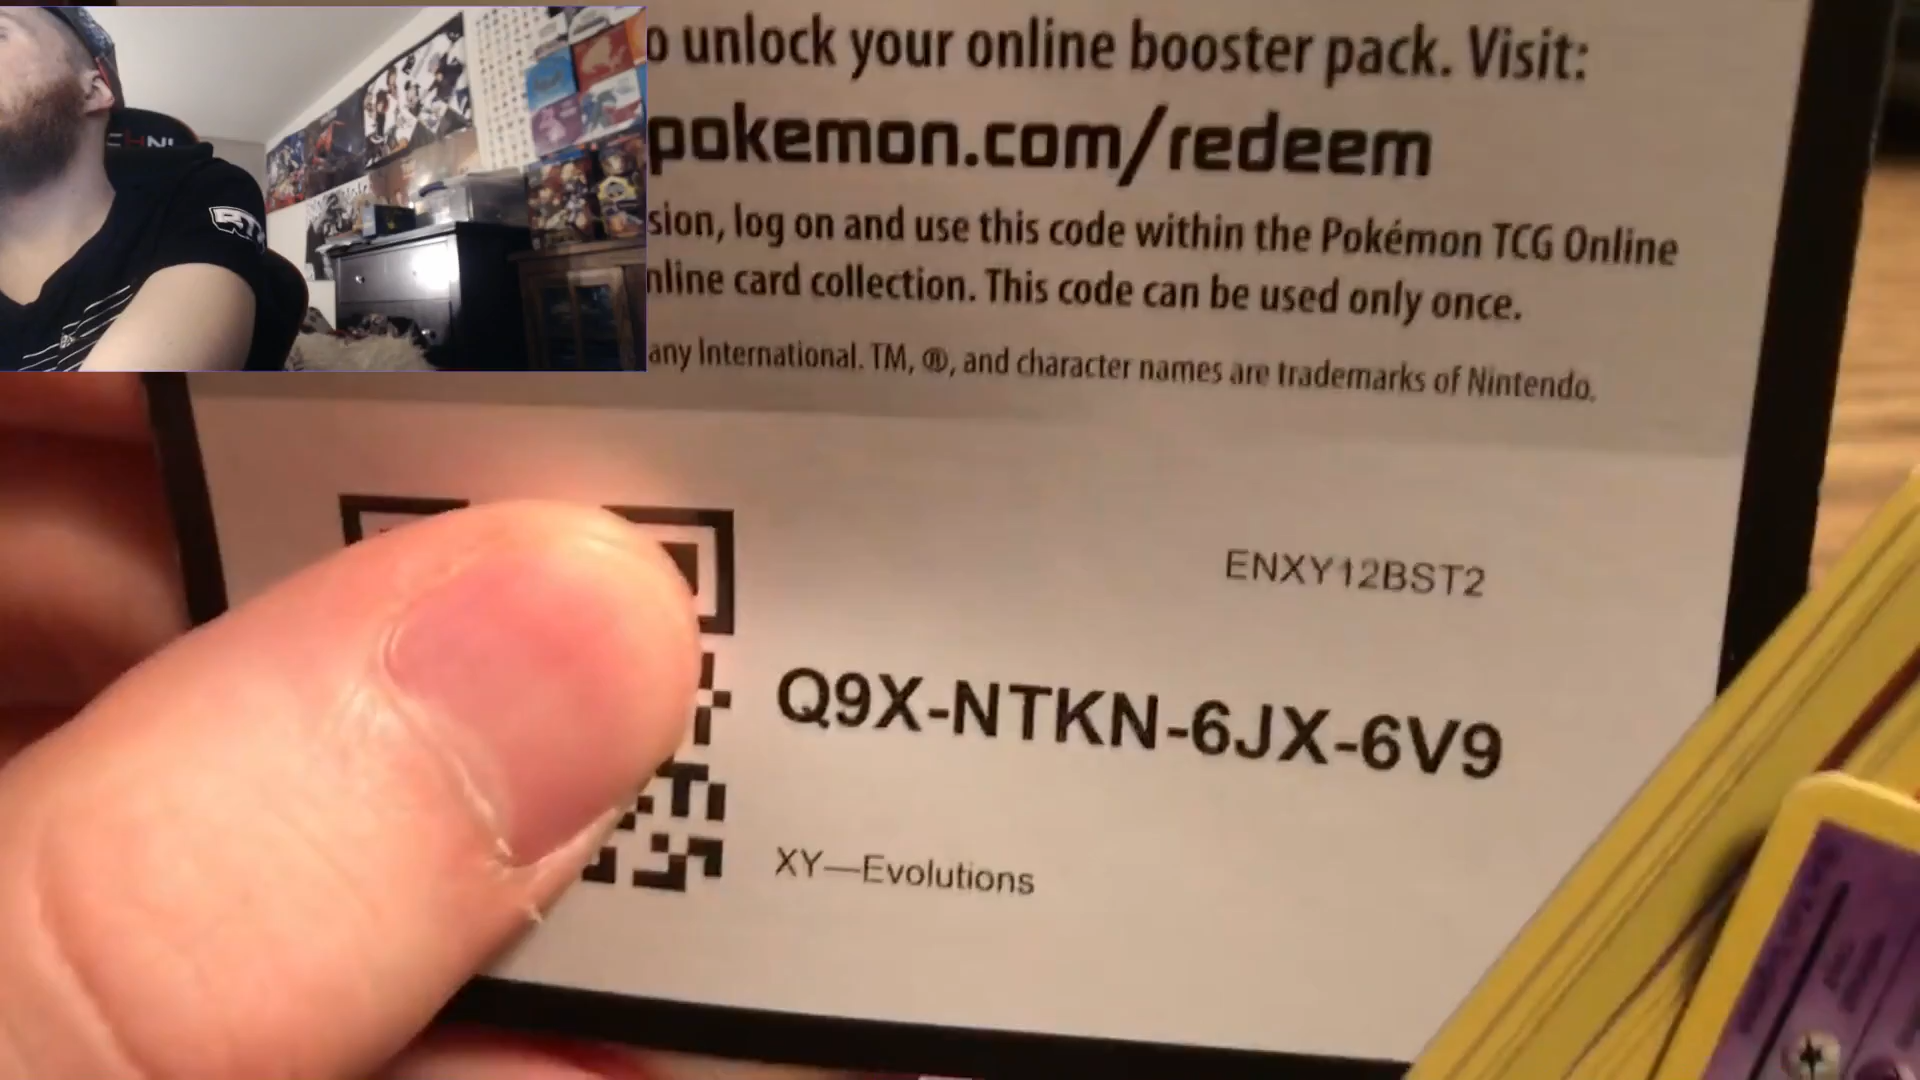 o unlock your online booster pack. Visit:
pokemon.com/redeem
sion, log on and use this code within the Pokémon TCG Online
nline card collection. This code can be used only once.
any International. TM, ®, and character names are trademarks of Nintendo.
ENXY12BST2
Q9X-NTKN-6JX-6V9
XY—Evolutions